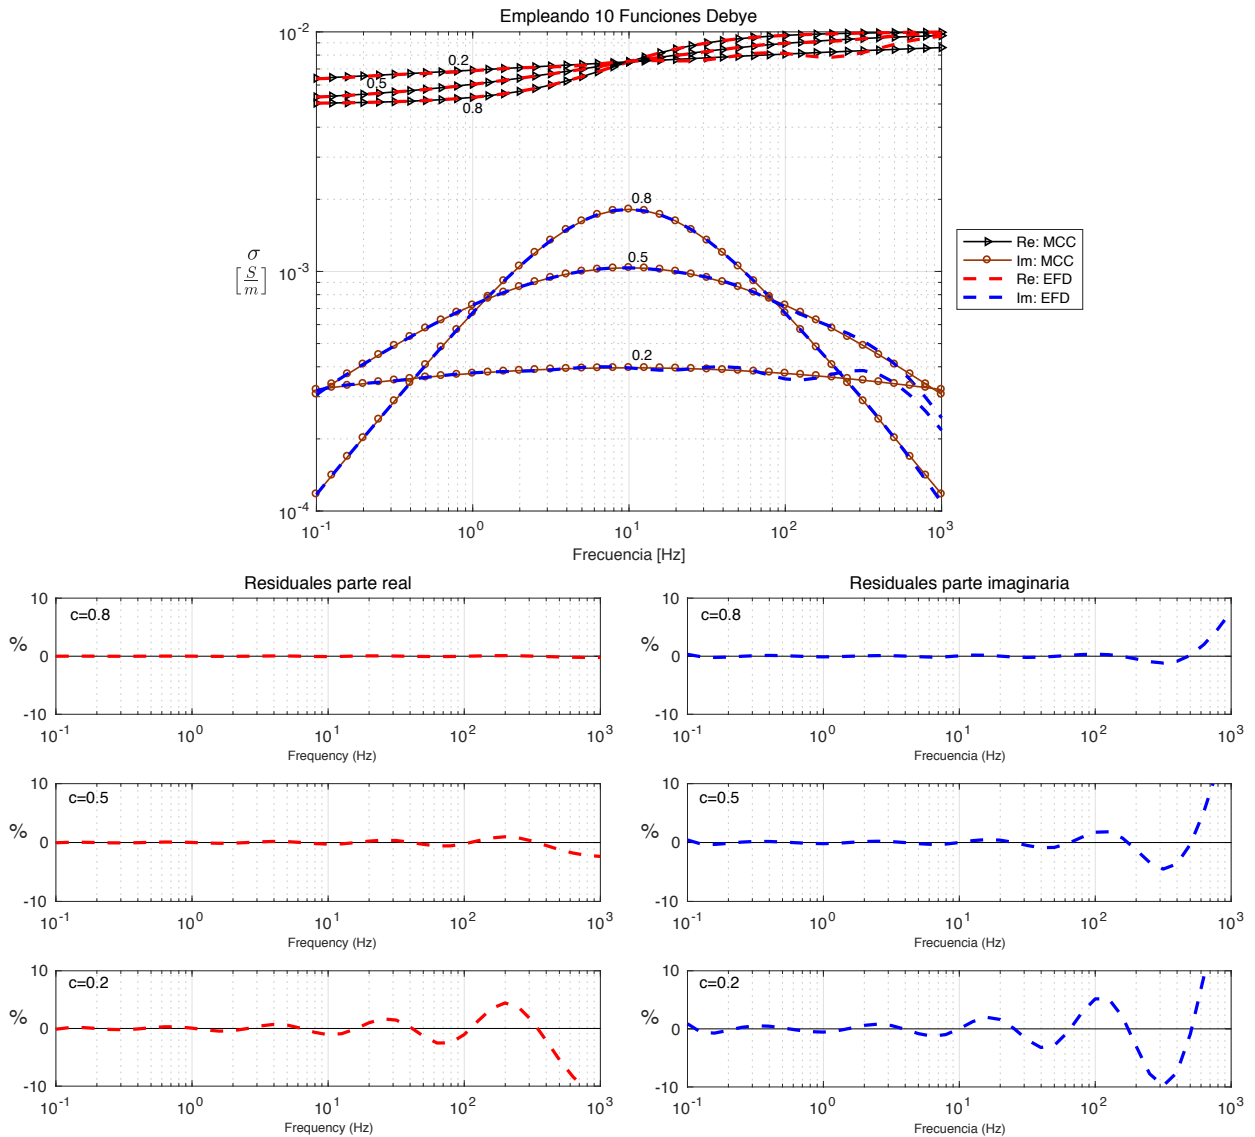 Empleando 10 Funciones Debye
10^-2
0.2
0.5
0.8
0.8
σ
[S/m]
10^-3
0.5
0.2
10^-4
10^-1 10^0 10^1 10^2 10^3
Frecuencia [Hz]
Re: MCC
Im: MCC
Re: EFD
Im: EFD
Residuales parte real
10
c=0.8
%
0
-10
10^-1 10^0 10^1 10^2 10^3
Frequency (Hz)
10
c=0.5
%
0
-10
10^-1 10^0 10^1 10^2 10^3
Frequency (Hz)
10
c=0.2
%
0
-10
10^-1 10^0 10^1 10^2 10^3
Frequency (Hz)
Residuales parte imaginaria
10
c=0.8
%
0
-10
10^-1 10^0 10^1 10^2 10^3
Frecuencia (Hz)
10
c=0.5
%
0
-10
10^-1 10^0 10^1 10^2 10^3
Frecuencia (Hz)
10
c=0.2
%
0
-10
10^-1 10^0 10^1 10^2 10^3
Frecuencia (Hz)